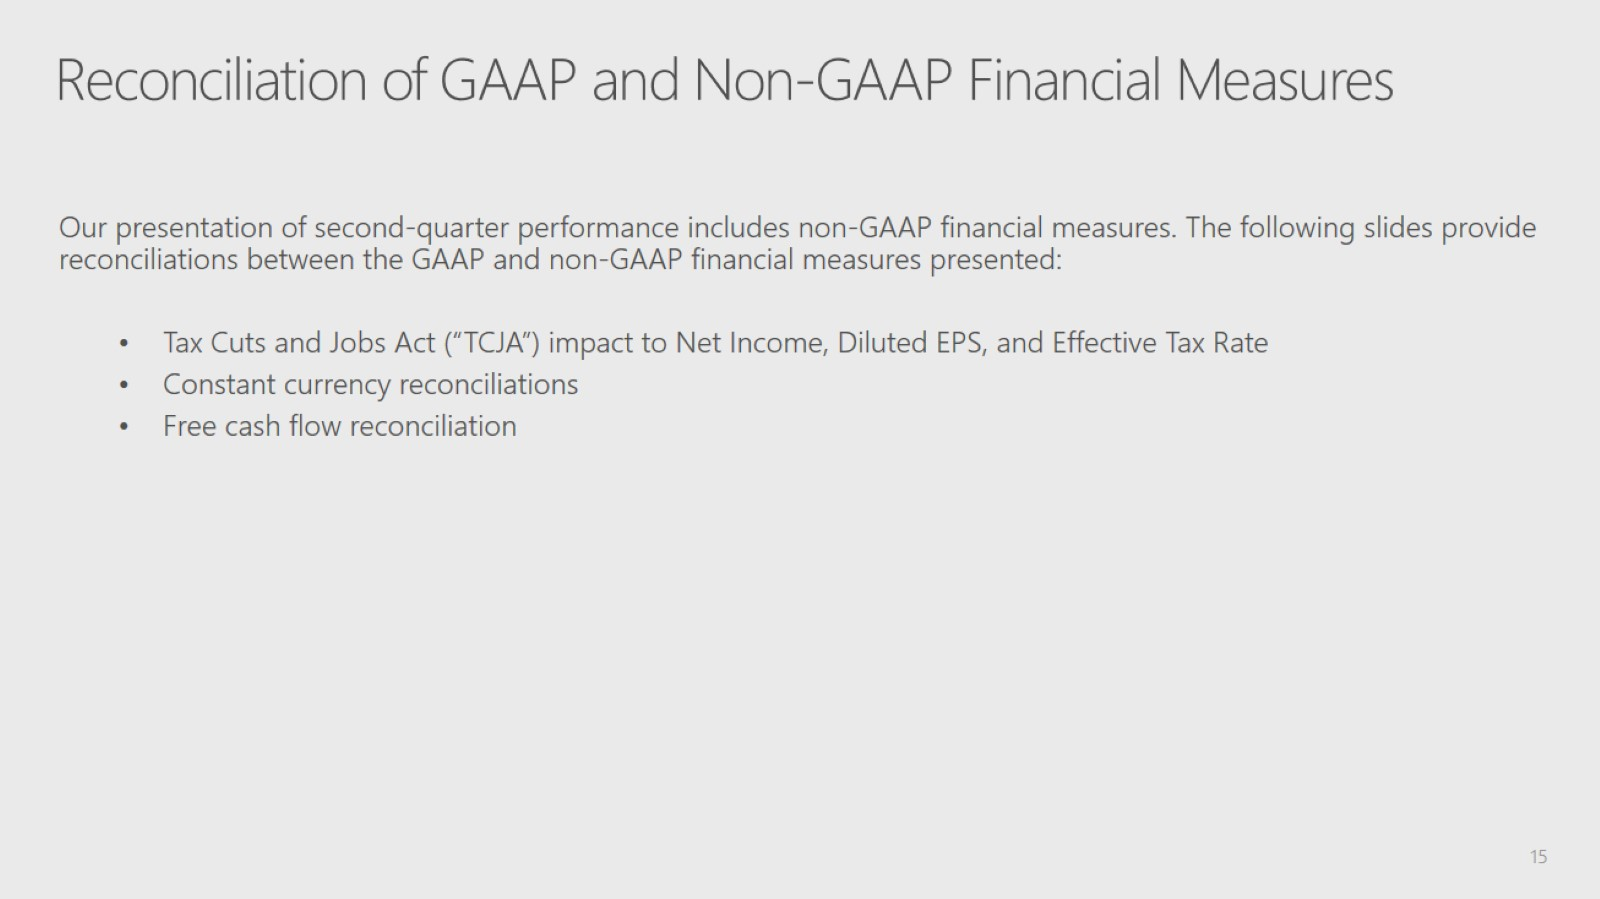 Reconciliation of GAAP and Non-GAAP Financial Measures
Our presentation of second-quarter performance includes non-GAAP financial measures. The following slides provide
reconciliations between the GAAP and non-GAAP financial measures presented:
• Tax Cuts and Jobs Act (“TCJA”) impact to Net Income, Diluted EPS, and Effective Tax Rate
• Constant currency reconciliations
• Free cash flow reconciliation
15